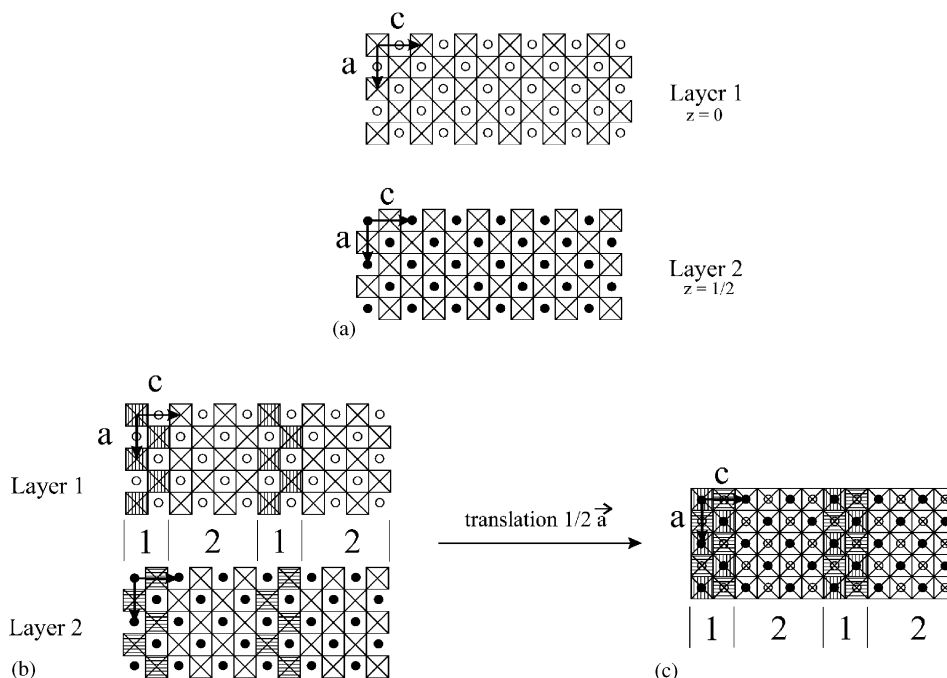 c
a
Layer 1
z = 0
c
a
Layer 2
z = 1/2
(a)
c
a
Layer 1
1 2 1 2
Layer 2
(b)
translation 1/2 a⃗
c
a
1 2 1 2
(c)